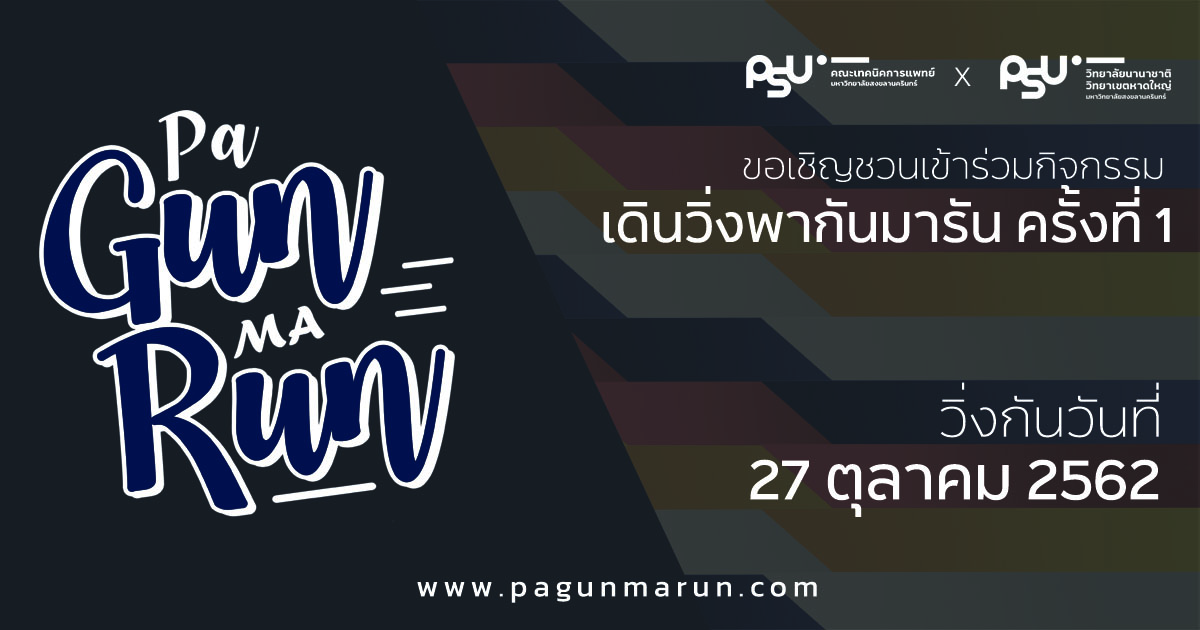 Pa
Gun
MA
Run
PSU
คณะเทคนิคการแพทย์
มหาวิทยาลัยสงขลานครินทร์
X
PSU
วิทยาลัยนานาชาติ
วิทยาเขตหาดใหญ่
มหาวิทยาลัยสงขลานครินทร์
ขอเชิญชวนเข้าร่วมกิจกรรม
เดินวิ่งพากันมารัน ครั้งที่ 1
วิ่งกันวันที่
27 ตุลาคม 2562
www.pagunmarun.com